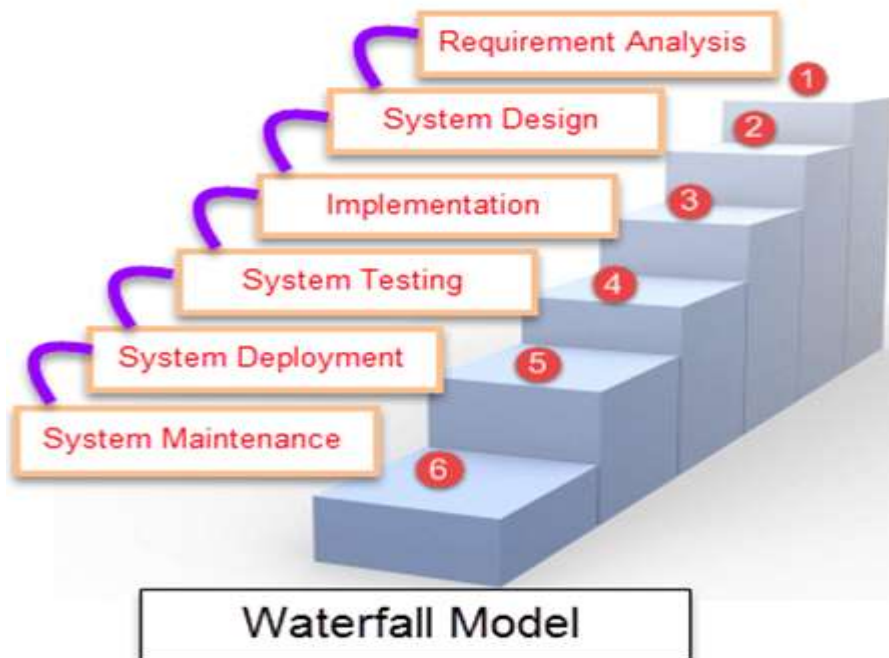 Requirement Analysis
1
System Design
2
Implementation
3
System Testing
4
System Deployment
5
System Maintenance
6
Waterfall Model